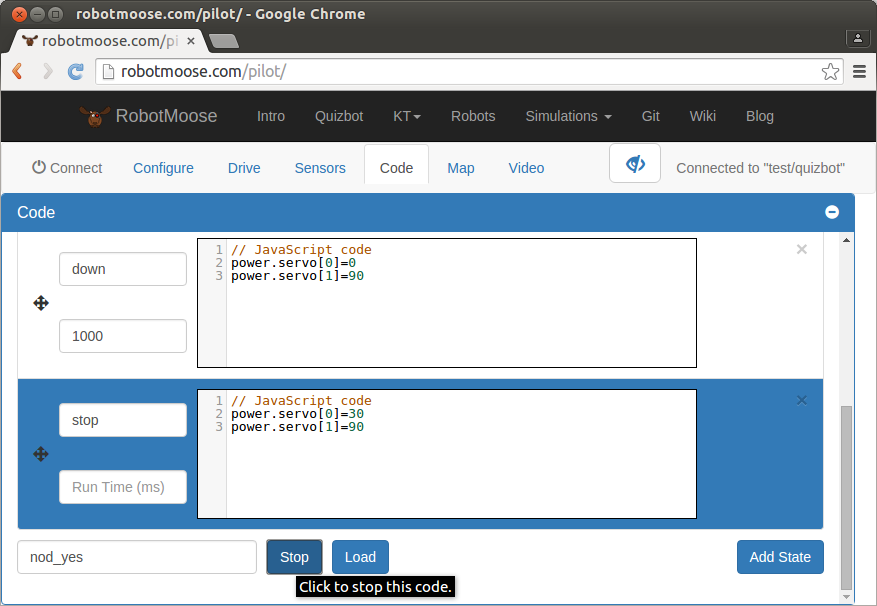 robotmoose.com/pilot/ - Google Chrome
robotmoose.com/pi
robotmoose.com/pilot/
RobotMoose Intro Quizbot KT Robots Simulations Git Wiki Blog
Connect Configure Drive Sensors Code Map Video Connected to "test/quizbot"
Code
down
1000
1 // JavaScript code
2 power.servo[0]=0
3 power.servo[1]=90
stop
Run Time (ms)
1 // JavaScript code
2 power.servo[0]=30
3 power.servo[1]=90
nod_yes Stop Load Add State
Click to stop this code.